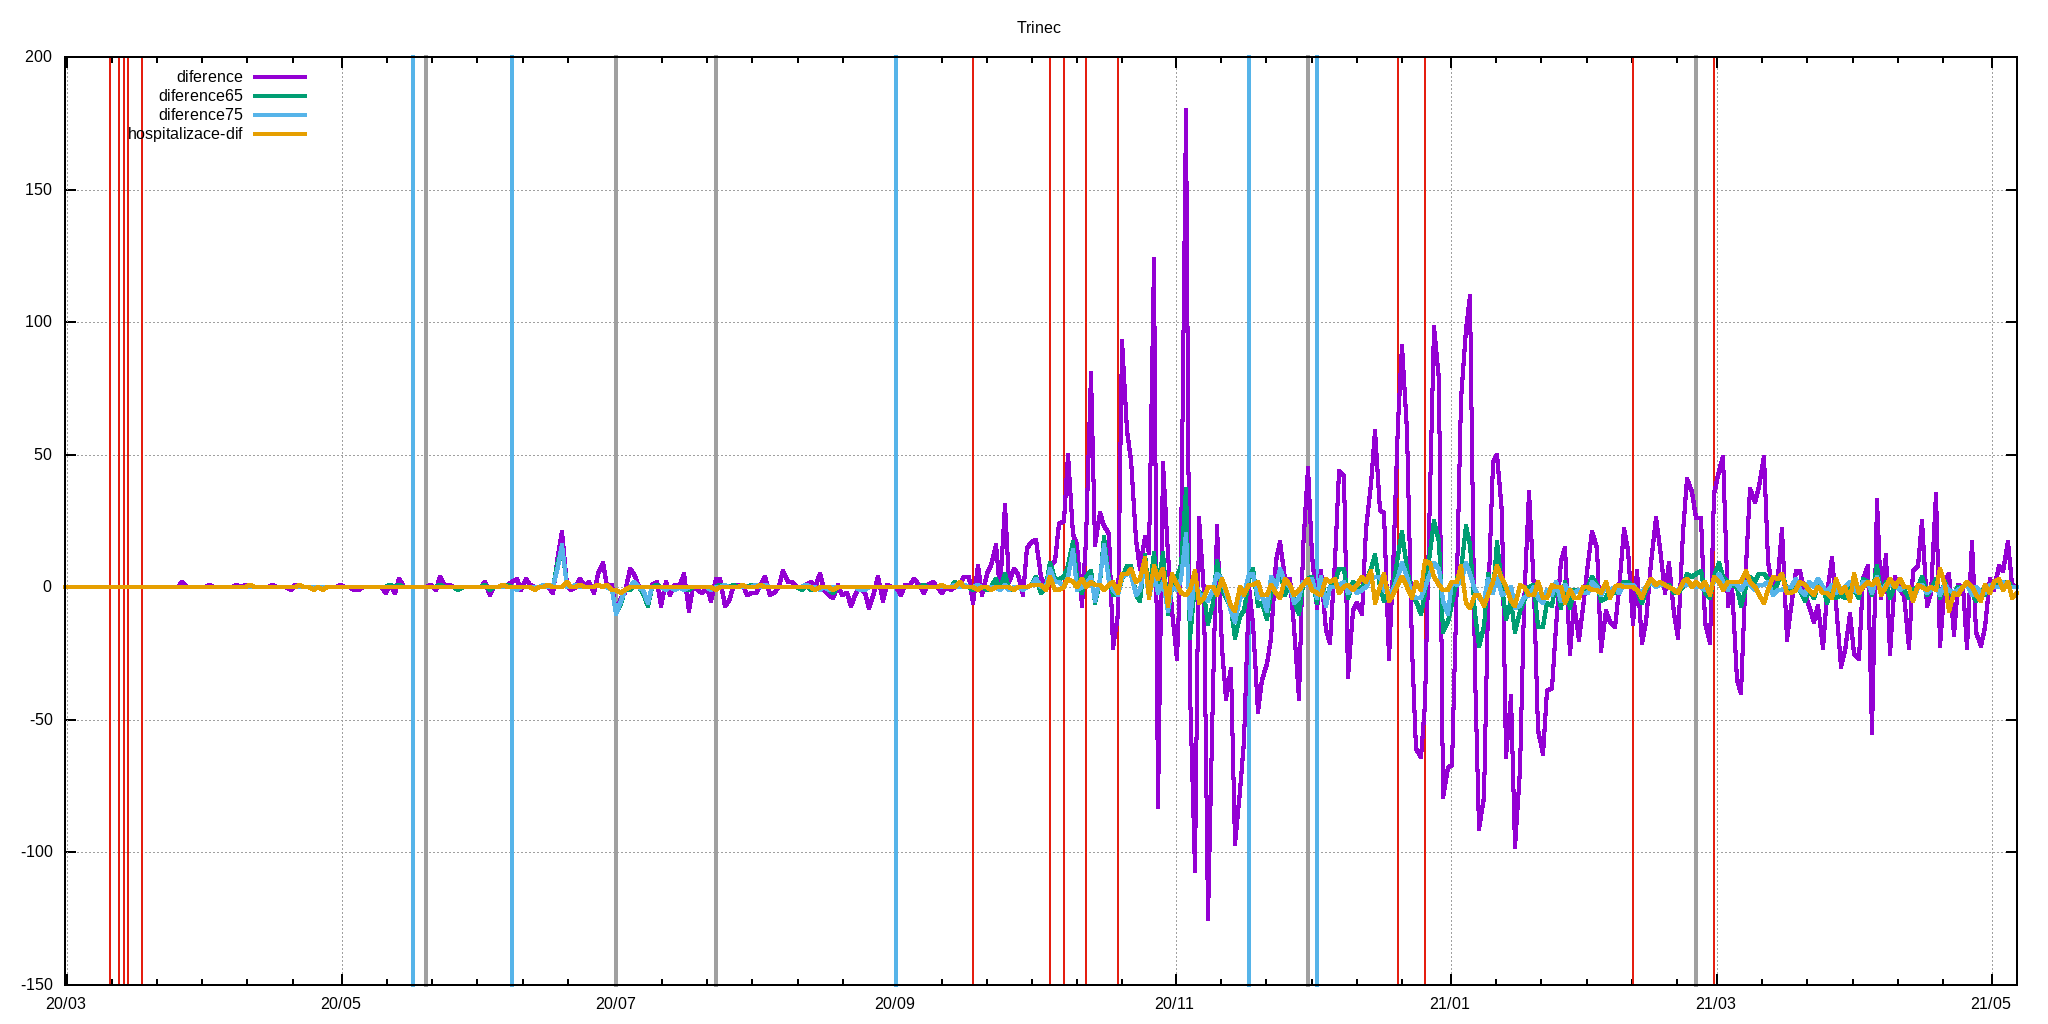 Trinec
200
150
100
50
0
-50
-100
-150
diference
diference65
diference75
hospitalizace-dif
20/03 20/05 20/07 20/09 20/11 21/01 21/03 21/05